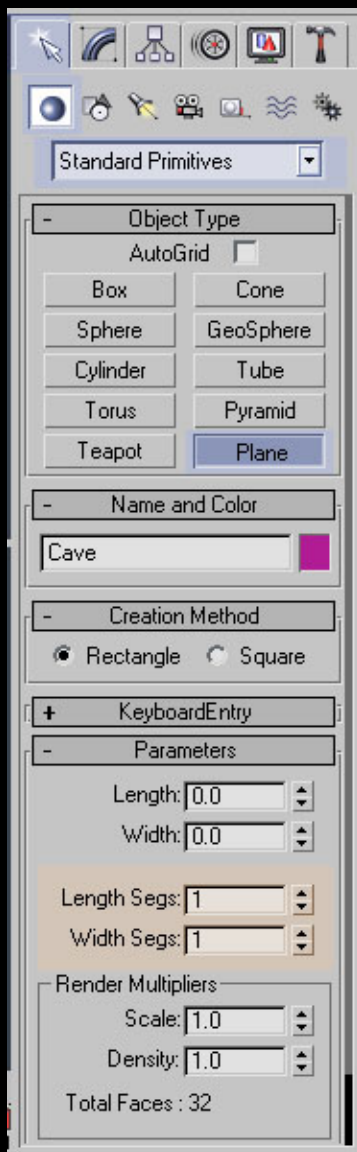 Standard Primitives
- Object Type
AutoGrid
Box Cone
Sphere GeoSphere
Cylinder Tube
Torus Pyramid
Teapot Plane
- Name and Color
Cave
- Creation Method
Rectangle Square
+ KeyboardEntry
- Parameters
Length: 0.0
Width: 0.0
Length Segs: 1
Width Segs: 1
Render Multipliers
Scale: 1.0
Density: 1.0
Total Faces : 32